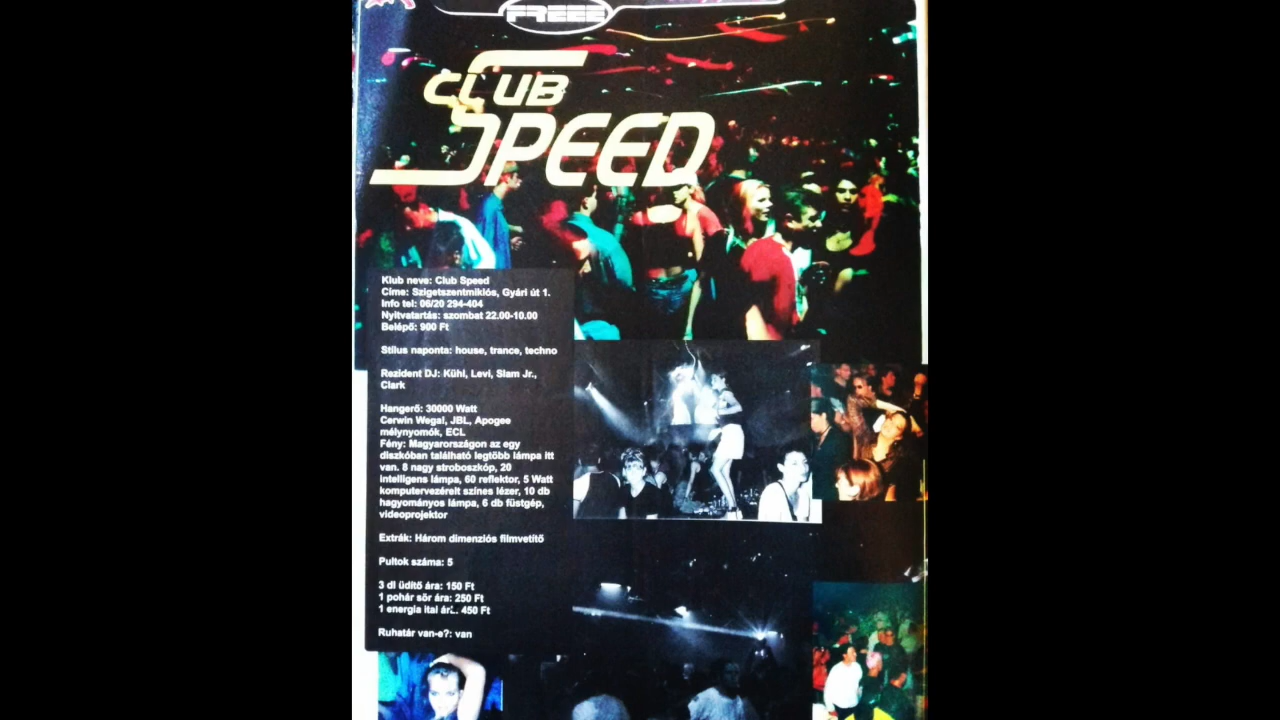 FREEE
CLUB
SPEED
Klub neve: Club Speed
Címe: Szigetszentmiklós, Gyári út 1.
Info tel: 06/20 294-404
Nyitvatartás: szombat 22.00-10.00
Belépő: 900 Ft
Stílus naponta: house, trance, techno
Rezident DJ: Kühl, Levi, Slam Jr.,
Clark
Hangerő: 30000 Watt
Cerwin Wegal, JBL, Apogee
mélynyomók, ECL
Fény: Magyarországon az egy
diszkóban található legtöbb lámpa itt
van. 8 nagy stroboszkóp, 20
intelligens lámpa, 60 reflektor, 5 Watt
komputervezérelt színes lézer, 10 db
hagyományos lámpa, 6 db füstgép,
videoprojektor
Extrák: Három dimenziós filmvetítő
Pultok száma: 5
3 dl üdítő ára: 150 Ft
1 pohár sör ára: 250 Ft
1 energia ital ár... 450 Ft
Ruhatár van-e?: van